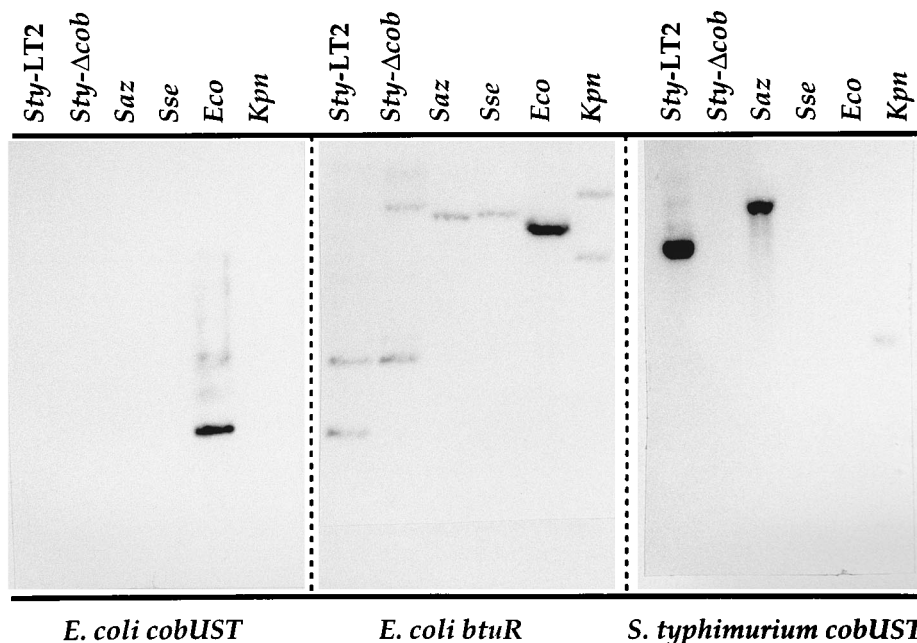 Sty-LT2 Sty-Δcob Saz Sse Eco Kpn Sty-LT2 Sty-Δcob Saz Sse Eco Kpn Sty-LT2 Sty-Δcob Saz Sse Eco Kpn
E. coli cobUST E. coli btuR S. typhimurium cobUST